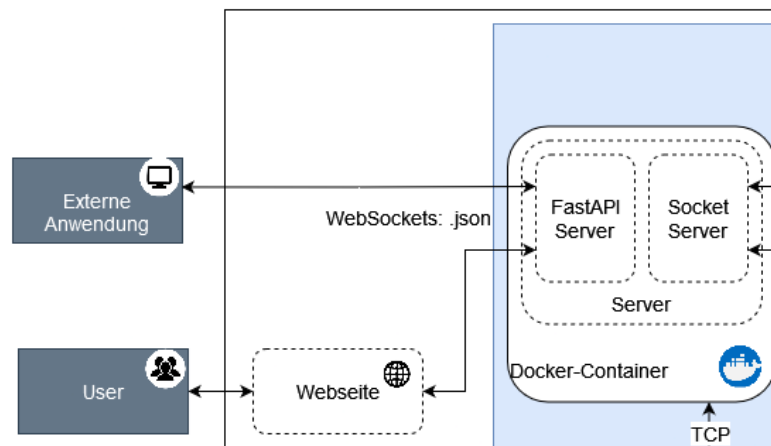 Externe
Anwendung
WebSockets: .json
FastAPI
Server
Socket
Server
Server
User
Webseite
Docker-Container
TCP